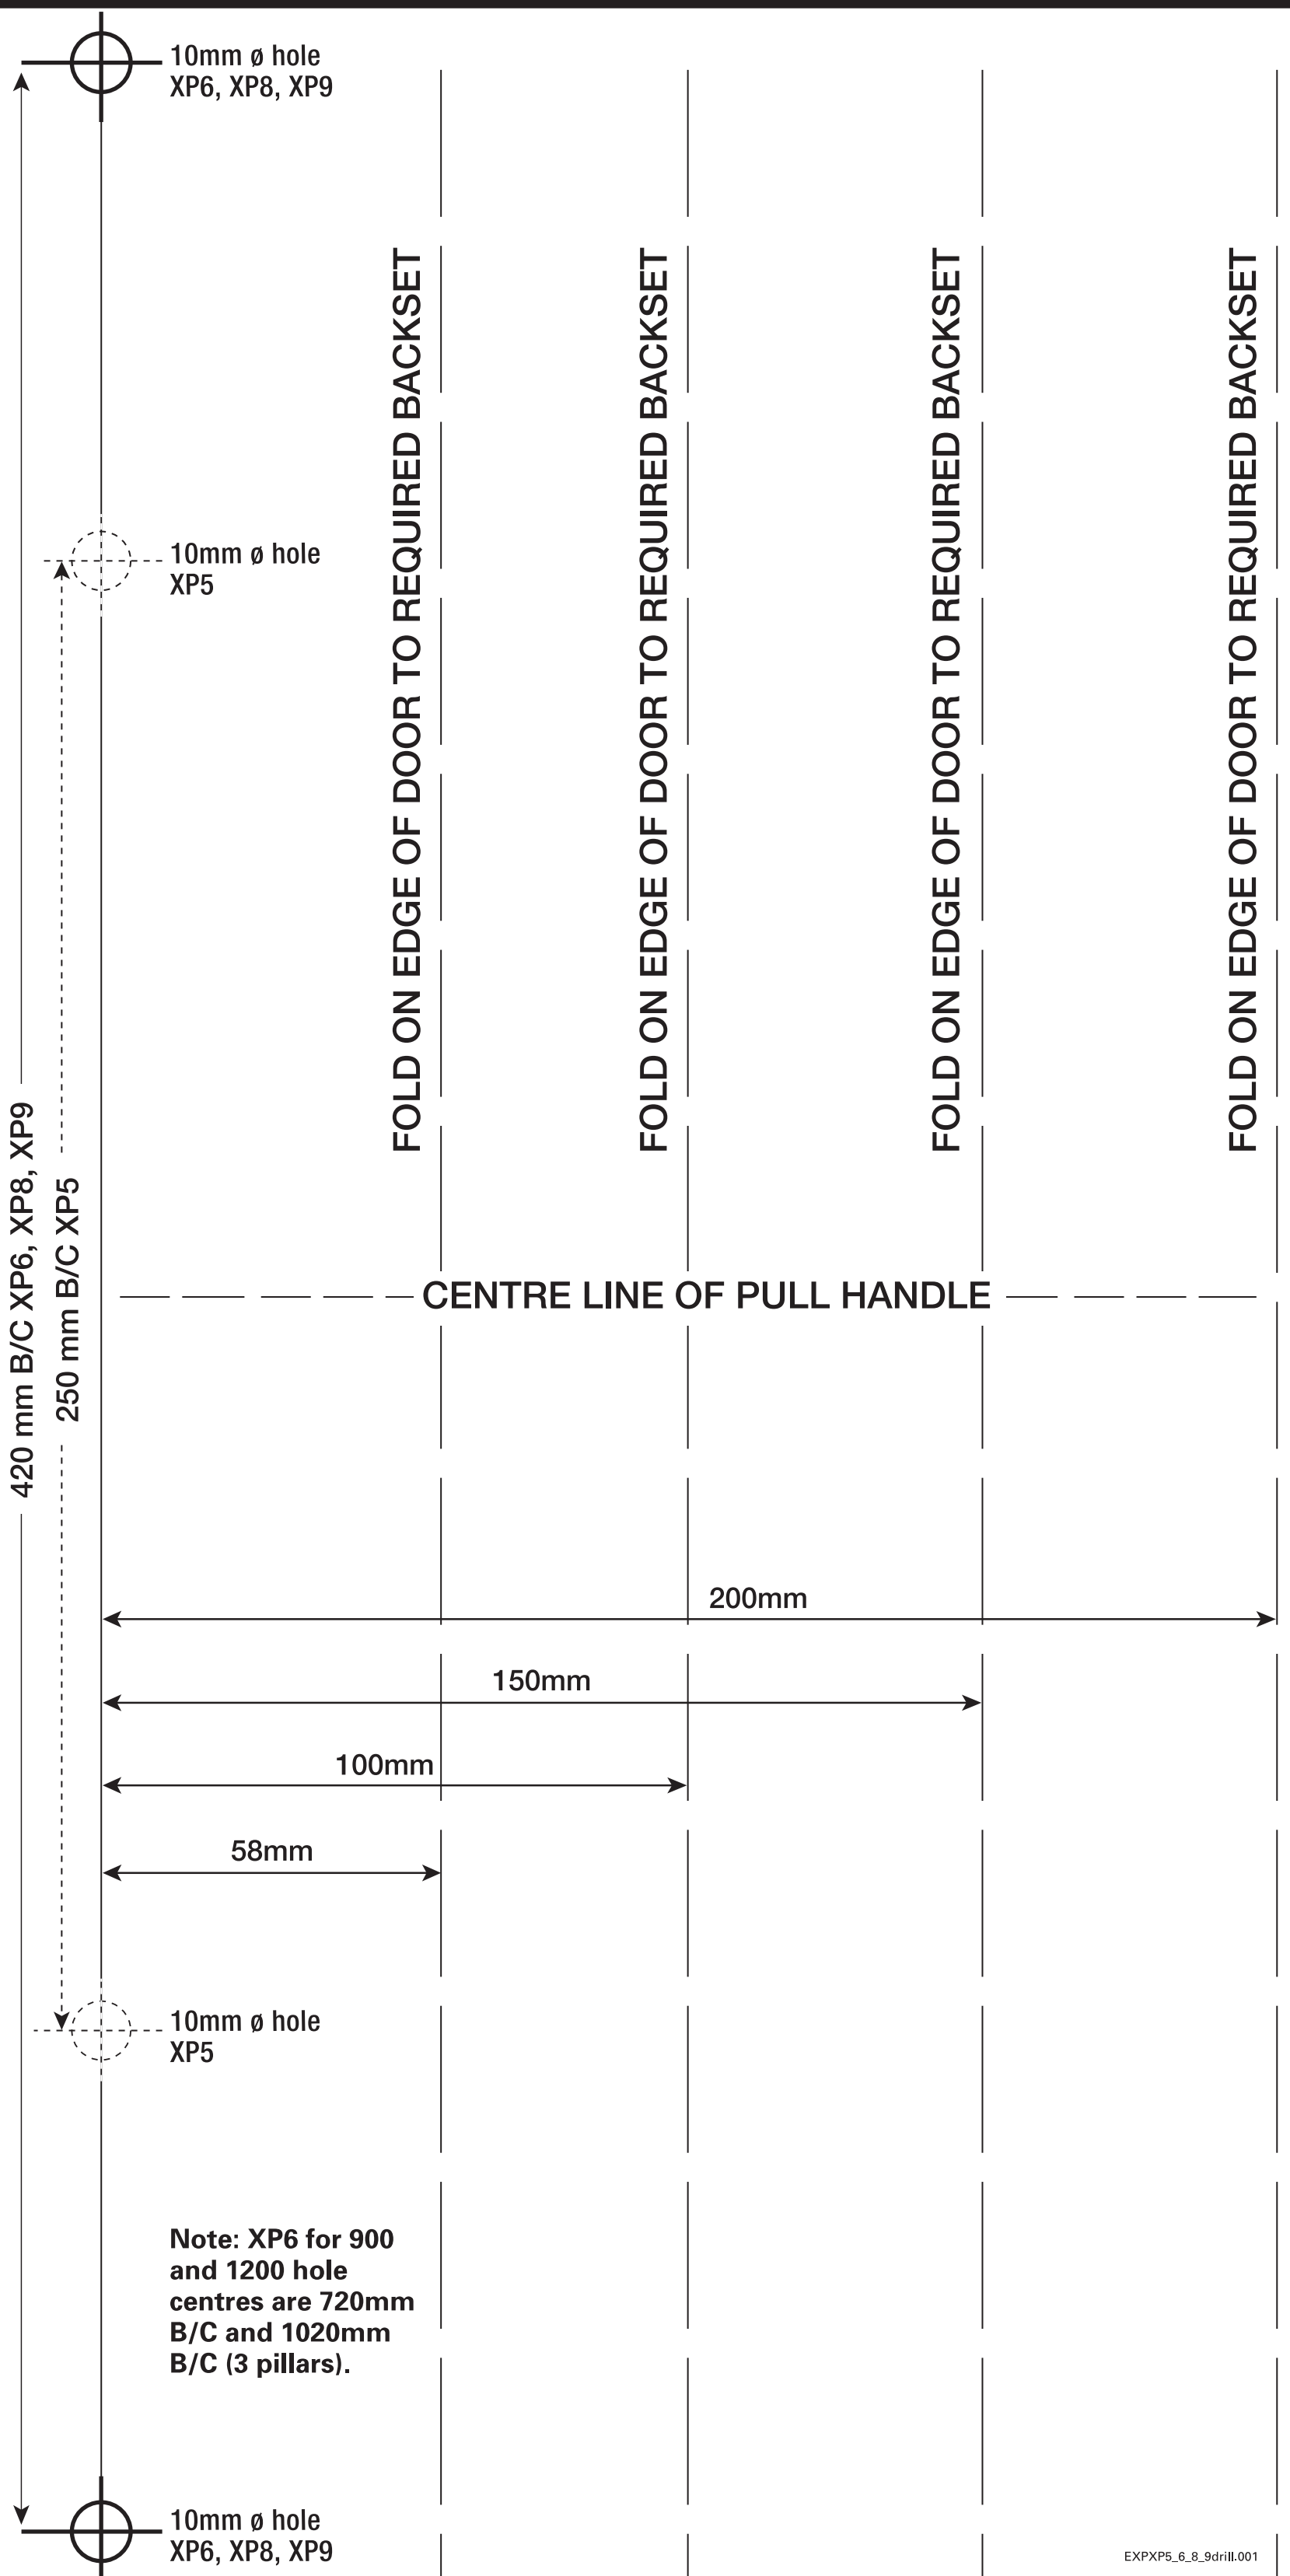 10mm ø hole
XP6, XP8, XP9
FOLD ON EDGE OF DOOR TO REQUIRED BACKSET
FOLD ON EDGE OF DOOR TO REQUIRED BACKSET
FOLD ON EDGE OF DOOR TO REQUIRED BACKSET
FOLD ON EDGE OF DOOR TO REQUIRED BACKSET
10mm ø hole
XP5
420 mm B/C XP6, XP8, XP9
250 mm B/C XP5
CENTRE LINE OF PULL HANDLE
200mm
150mm
100mm
58mm
10mm ø hole
XP5
Note: XP6 for 900
and 1200 hole
centres are 720mm
B/C and 1020mm
B/C (3 pillars).
10mm ø hole
XP6, XP8, XP9
EXPXP5_6_8_9drill.001